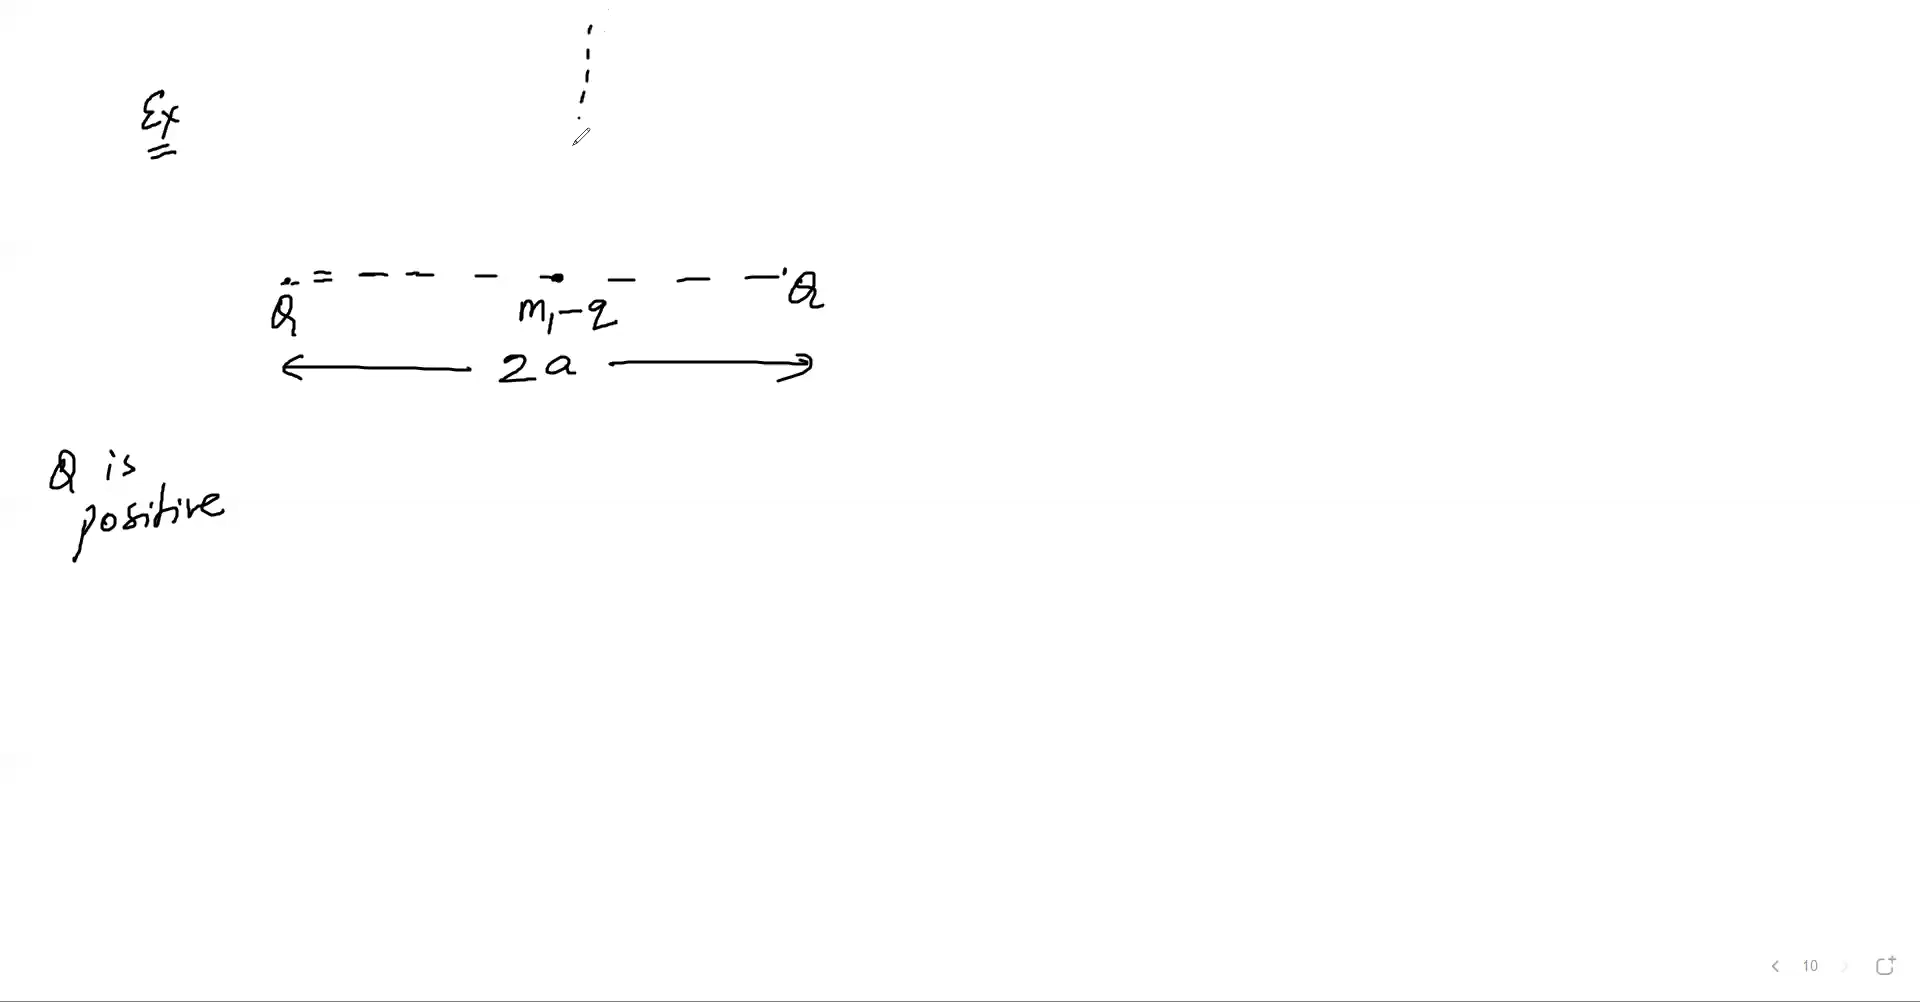 Ex
Q Q
m, -q
2a
Q is
positive
10